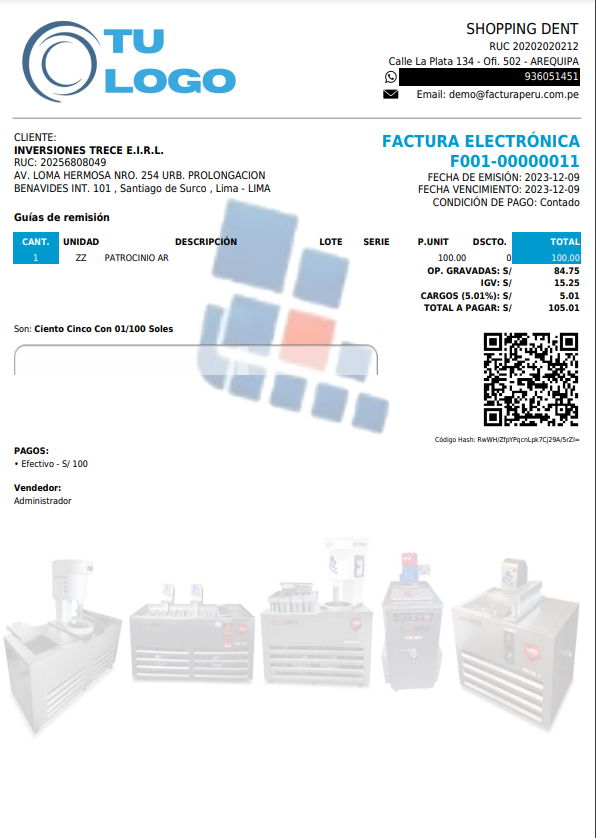 TU
LOGO
SHOPPING DENT
RUC 20202020212
Calle La Plata 134 - Ofi. 502 - AREQUIPA
936051451
Email: demo@facturaperu.com.pe
CLIENTE:
INVERSIONES TRECE E.I.R.L.
RUC: 20256808049
AV. LOMA HERMOSA NRO. 254 URB. PROLONGACION
BENAVIDES INT. 101 , Santiago de Surco , Lima - LIMA
FACTURA ELECTRÓNICA
F001-00000011
FECHA DE EMISIÓN: 2023-12-09
FECHA VENCIMIENTO: 2023-12-09
CONDICIÓN DE PAGO: Contado
Guías de remisión
CANT. UNIDAD DESCRIPCIÓN LOTE SERIE P.UNIT DSCTO. TOTAL
1 ZZ PATROCINIO AR 100.00 0 100.00
OP. GRAVADAS: S/ 84.75
IGV: S/ 15.25
CARGOS (5.01%): S/ 5.01
TOTAL A PAGAR: S/ 105.01
Son: Ciento Cinco Con 01/100 Soles
Código Hash: RwWH/ZfpYPqcnLpk7Cj29A/5rZI=
PAGOS:
• Efectivo - S/ 100
Vendedor:
Administrador